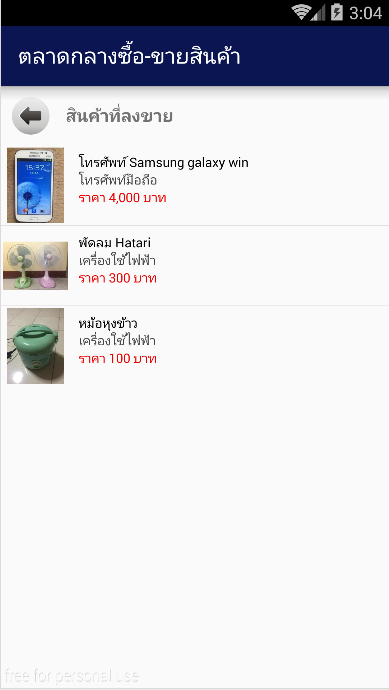 3:04
ตลาดกลางซื้อ-ขายสินค้า
สินค้าที่ลงขาย
โทรศัพท์ Samsung galaxy win
โทรศัพท์มือถือ
ราคา 4,000 บาท
พัดลม Hatari
เครื่องใช้ไฟฟ้า
ราคา 300 บาท
หม้อหุงข้าว
เครื่องใช้ไฟฟ้า
ราคา 100 บาท
free for personal use